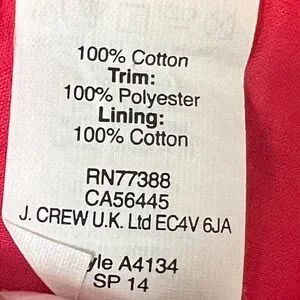 100% Cotton
Trim:
100% Polyester
Lining:
100% Cotton
RN77388
CA56445
J. CREW U.K. Ltd EC4V 6JA
yle A4134
SP 14